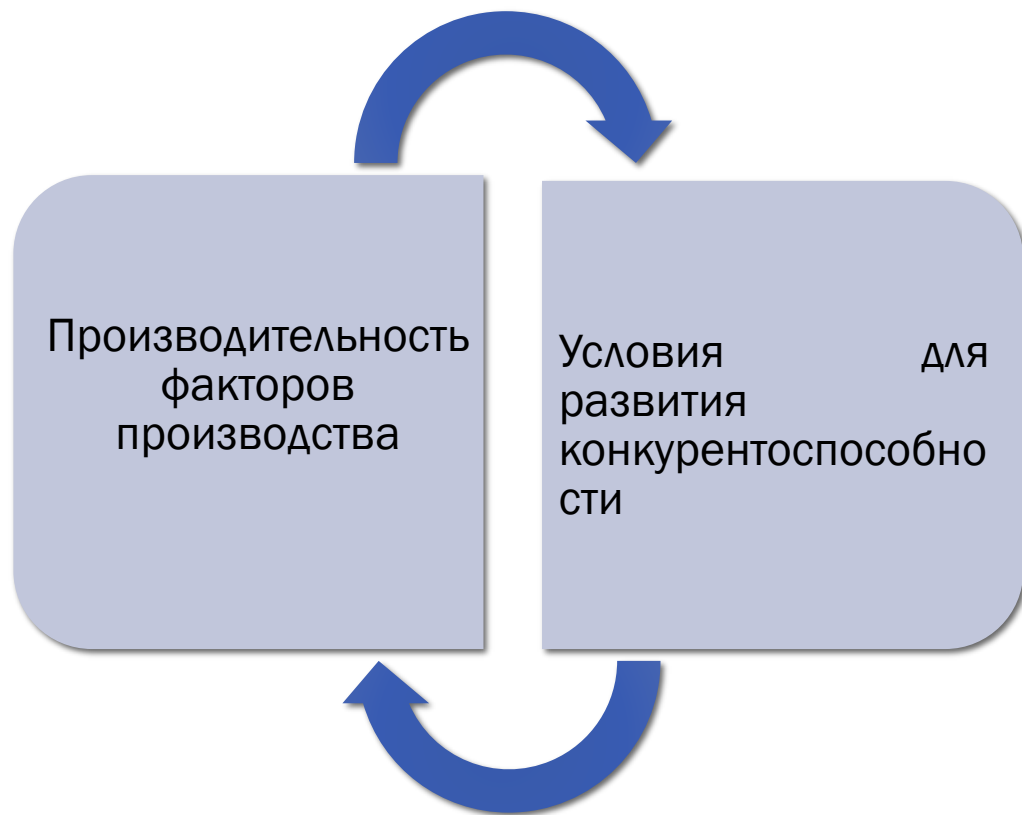 Производительность
факторов
производства
Условия для
развития
конкурентоспособно
сти